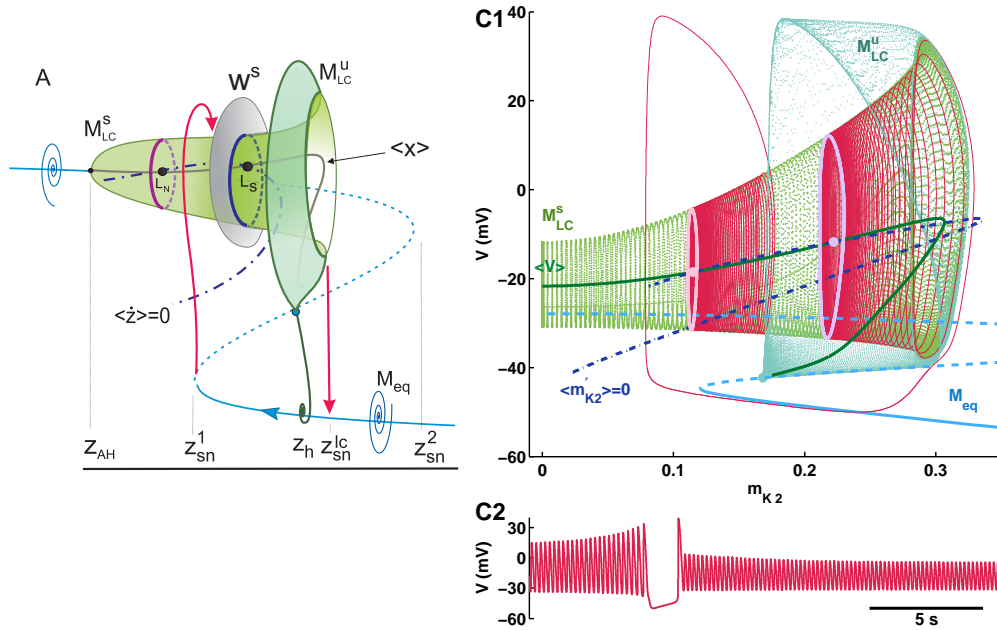 A
M^s_LC
W^s
M^u_LC
<x>
L_N
L_S
<ż>=0
M_eq
z_AH
z^1_sn
z_h
z^lc_sn
z^2_sn
C1
V (mV)
40
20
0
−20
−40
−60
M^u_LC
M^s_LC
<V>
<m'_K2>=0
M_eq
0
0.1
0.2
0.3
m_K2
C2
V (mV)
30
0
−30
−60
5 s